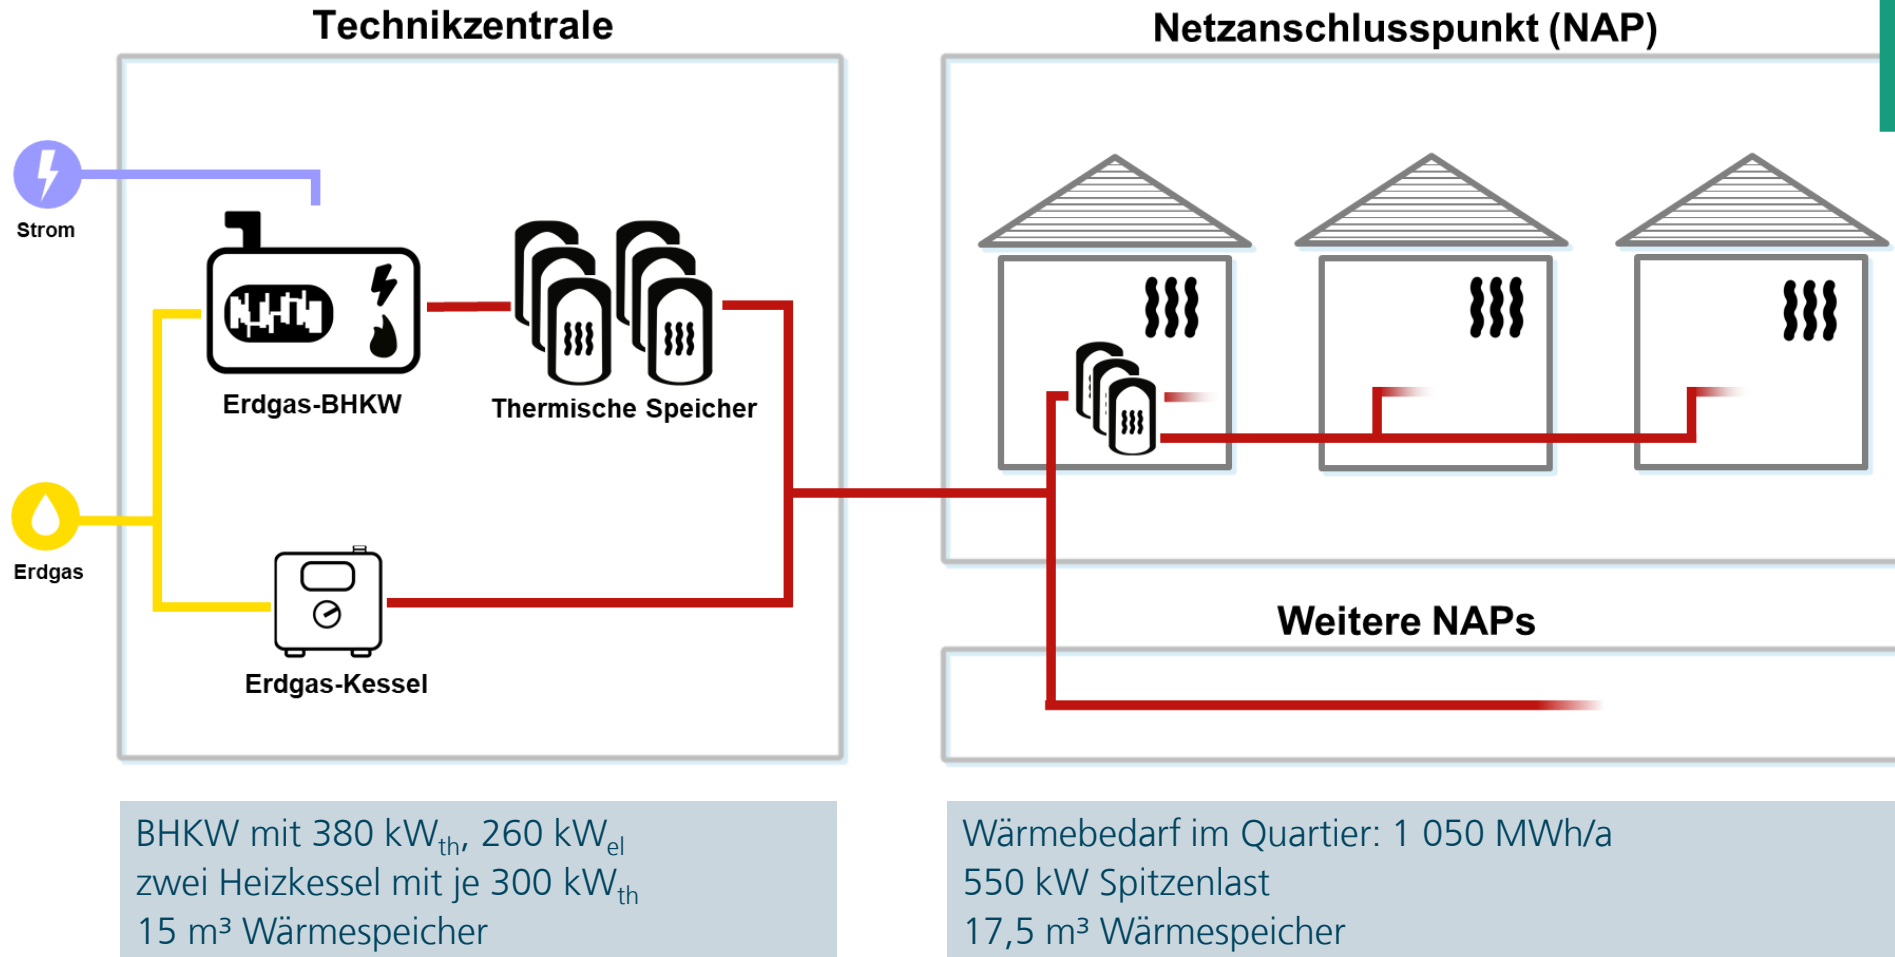 Technikzentrale
Netzanschlusspunkt (NAP)
Strom
Erdgas-BHKW
Thermische Speicher
Erdgas
Erdgas-Kessel
Weitere NAPs
BHKW mit 380 kWth, 260 kWel
zwei Heizkessel mit je 300 kWth
15 m³ Wärmespeicher
Wärmebedarf im Quartier: 1 050 MWh/a
550 kW Spitzenlast
17,5 m³ Wärmespeicher